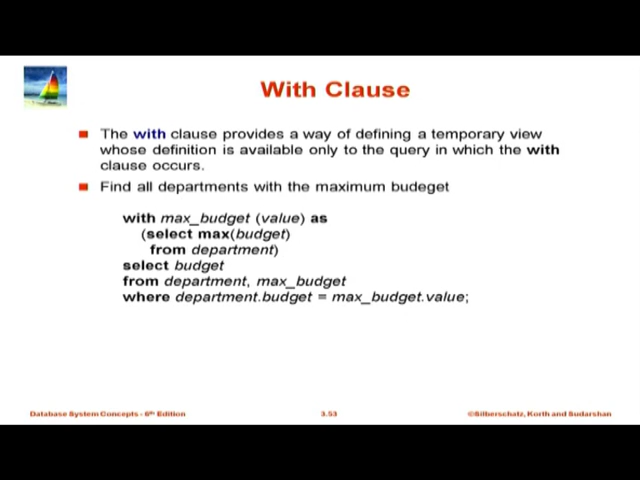 With Clause
The with clause provides a way of defining a temporary view
whose definition is available only to the query in which the with
clause occurs.
Find all departments with the maximum budeget
with max_budget (value) as
(select max(budget)
from department)
select budget
from department, max_budget
where department.budget = max_budget.value;
Database System Concepts - 6th Edition
3.53
©Silberschatz, Korth and Sudarshan